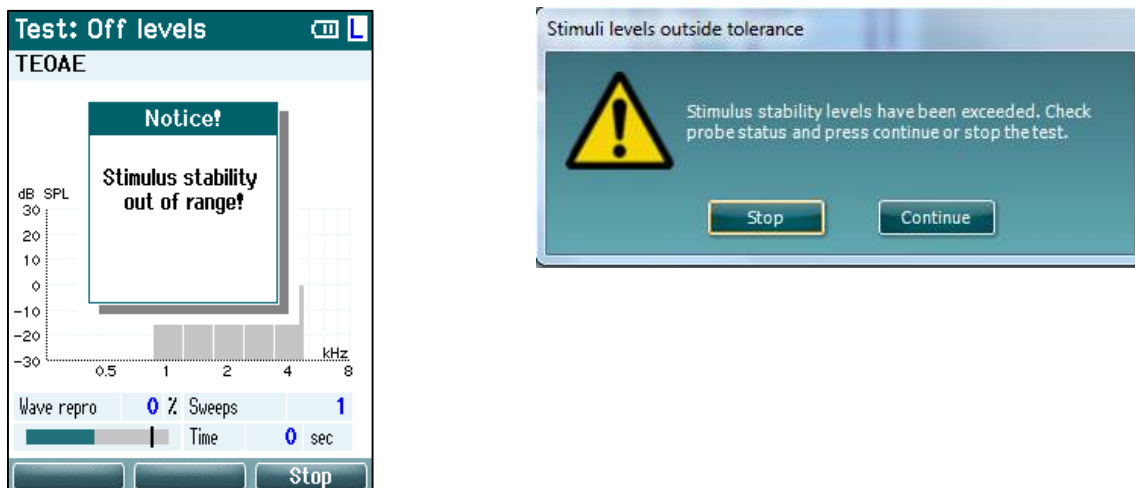 Test: Off levels L
TEOAE
Notice!
Stimulus stability
out of range!
dB SPL
30
20
10
0
-10
-20
-30
kHz
0.5 1 2 4 8
Wave repro 0 % Sweeps 1
Time 0 sec
Stop
Stimuli levels outside tolerance
Stimulus stability levels have been exceeded. Check
probe status and press continue or stop the test.
Stop Continue